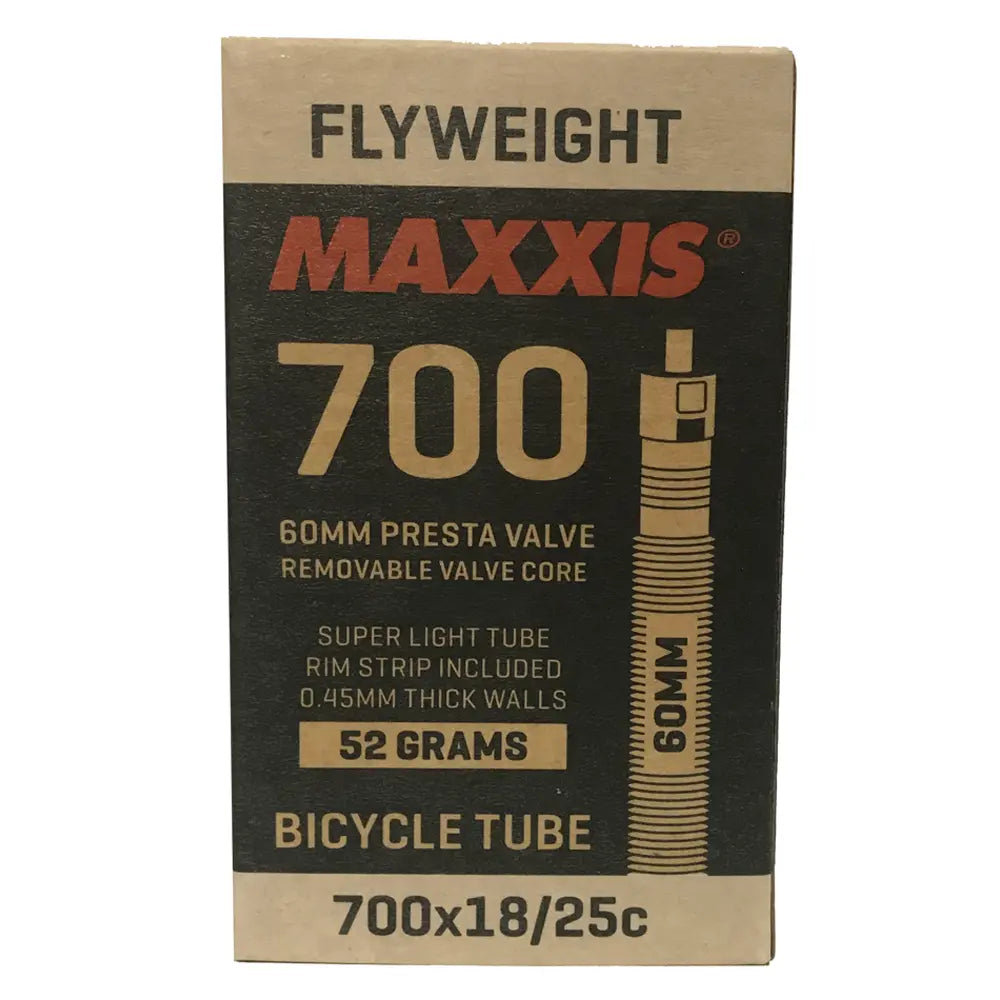 FLYWEIGHT
MAXXIS®
700
60MM PRESTA VALVE
REMOVABLE VALVE CORE
SUPER LIGHT TUBE
RIM STRIP INCLUDED
0.45MM THICK WALLS
52 GRAMS
60MM
BICYCLE TUBE
700x18/25c